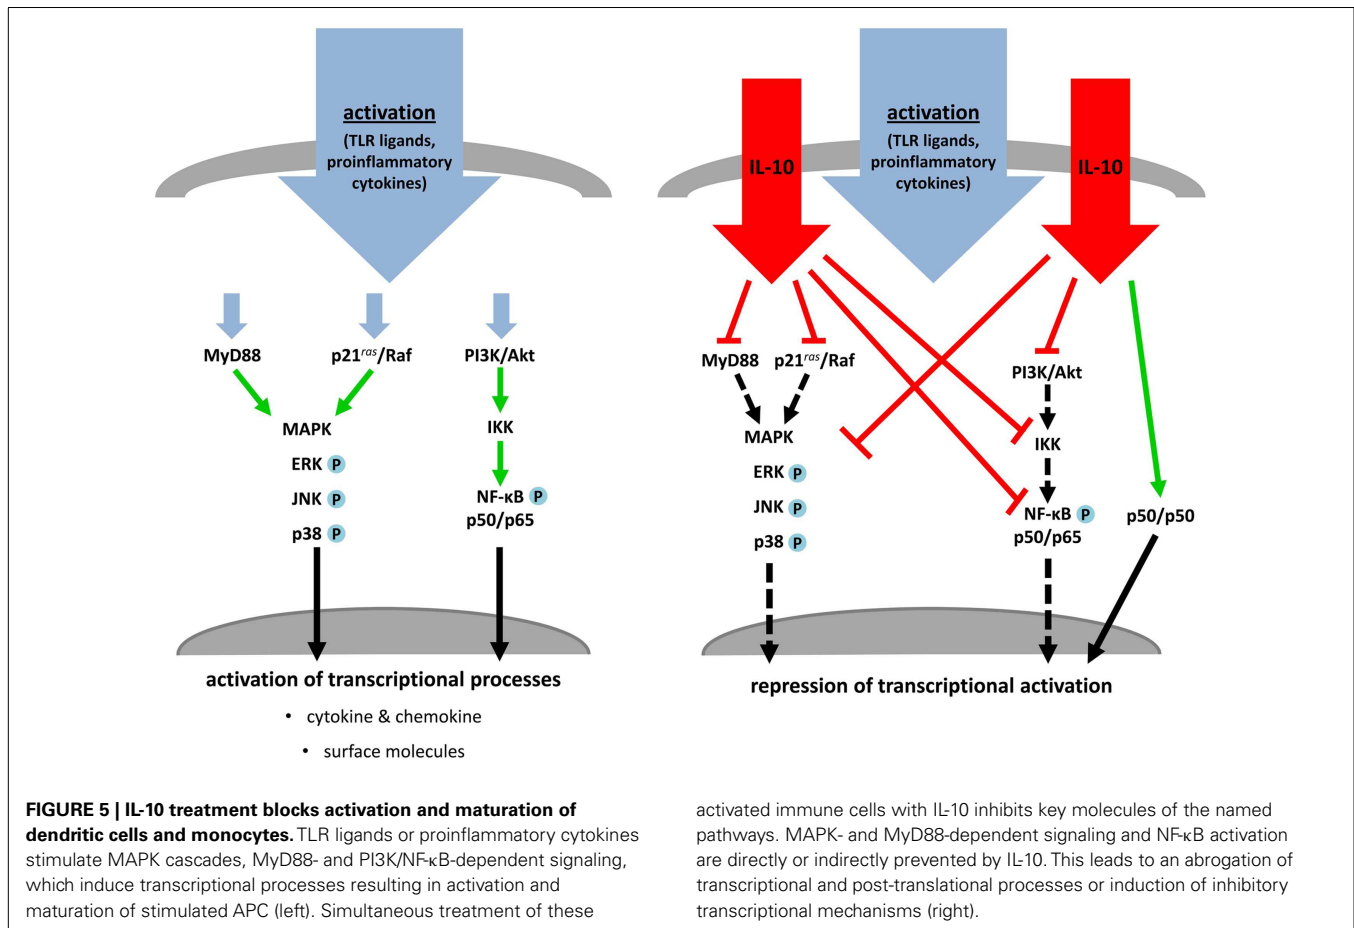 activation
(TLR ligands,
proinflammatory
cytokines)
MyD88
p21ras/Raf
PI3K/Akt
MAPK
IKK
ERK P
JNK P
NF-κB P
p50/p65
p38 P
activation of transcriptional processes
• cytokine & chemokine
• surface molecules
IL-10
activation
(TLR ligands,
proinflammatory
cytokines)
IL-10
MyD88
p21ras/Raf
PI3K/Akt
MAPK
IKK
ERK P
JNK P
NF-κB P
p50/p65
p50/p50
p38 P
repression of transcriptional activation
FIGURE 5 | IL-10 treatment blocks activation and maturation of
dendritic cells and monocytes. TLR ligands or proinflammatory cytokines
stimulate MAPK cascades, MyD88- and PI3K/NF-κB-dependent signaling,
which induce transcriptional processes resulting in activation and
maturation of stimulated APC (left). Simultaneous treatment of these
activated immune cells with IL-10 inhibits key molecules of the named
pathways. MAPK- and MyD88-dependent signaling and NF-κB activation
are directly or indirectly prevented by IL-10. This leads to an abrogation of
transcriptional and post-translational processes or induction of inhibitory
transcriptional mechanisms (right).